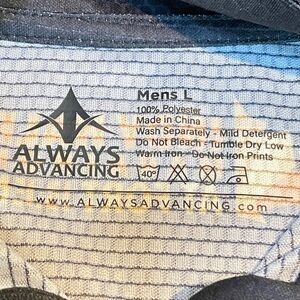 ALWAYS
ADVANCING
Mens L
100% Polyester
Made in China
Wash Separately - Mild Detergent
Do Not Bleach - Tumble Dry Low
Warm Iron - Do Not Iron Prints
40°
www.ALWAYSADVANCING.com